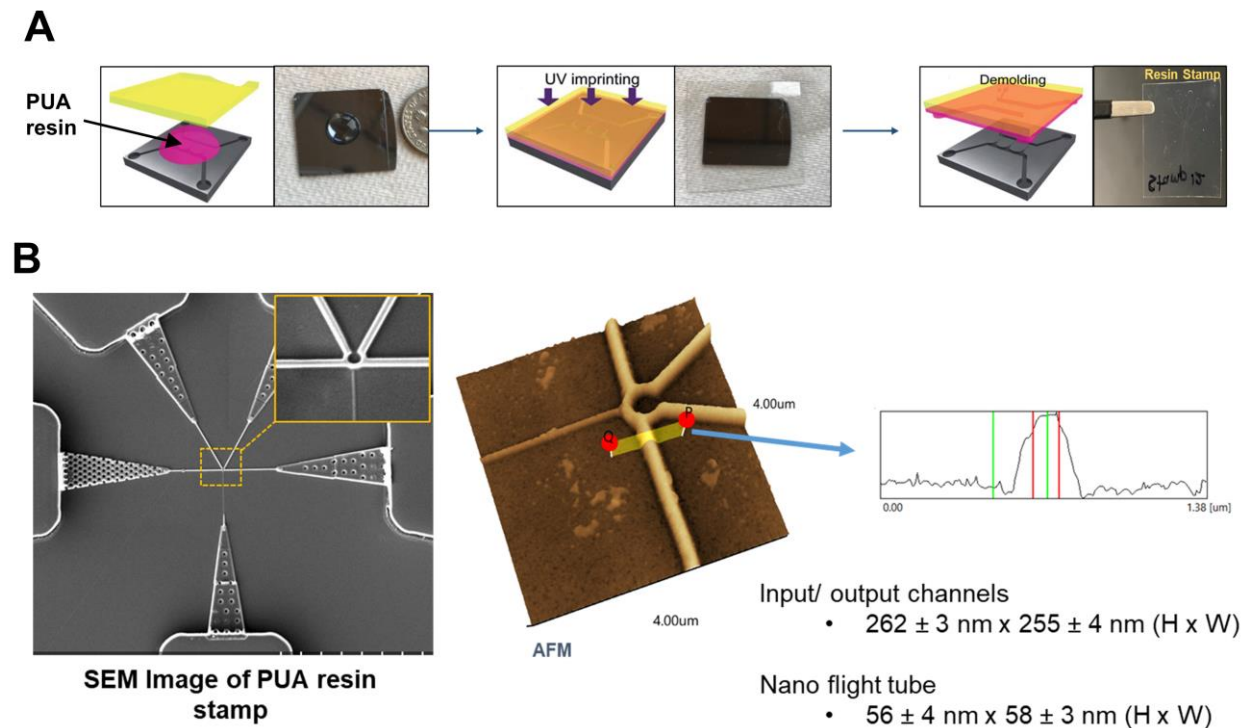 A
PUA
resin
UV imprinting
Demolding
Resin Stamp
Stamp 12
B
Q
P
4.00um
4.00um
AFM
0.00
1.38 [um]
SEM Image of PUA resin
stamp
Input/ output channels
• 262 ± 3 nm x 255 ± 4 nm (H x W)
Nano flight tube
• 56 ± 4 nm x 58 ± 3 nm (H x W)